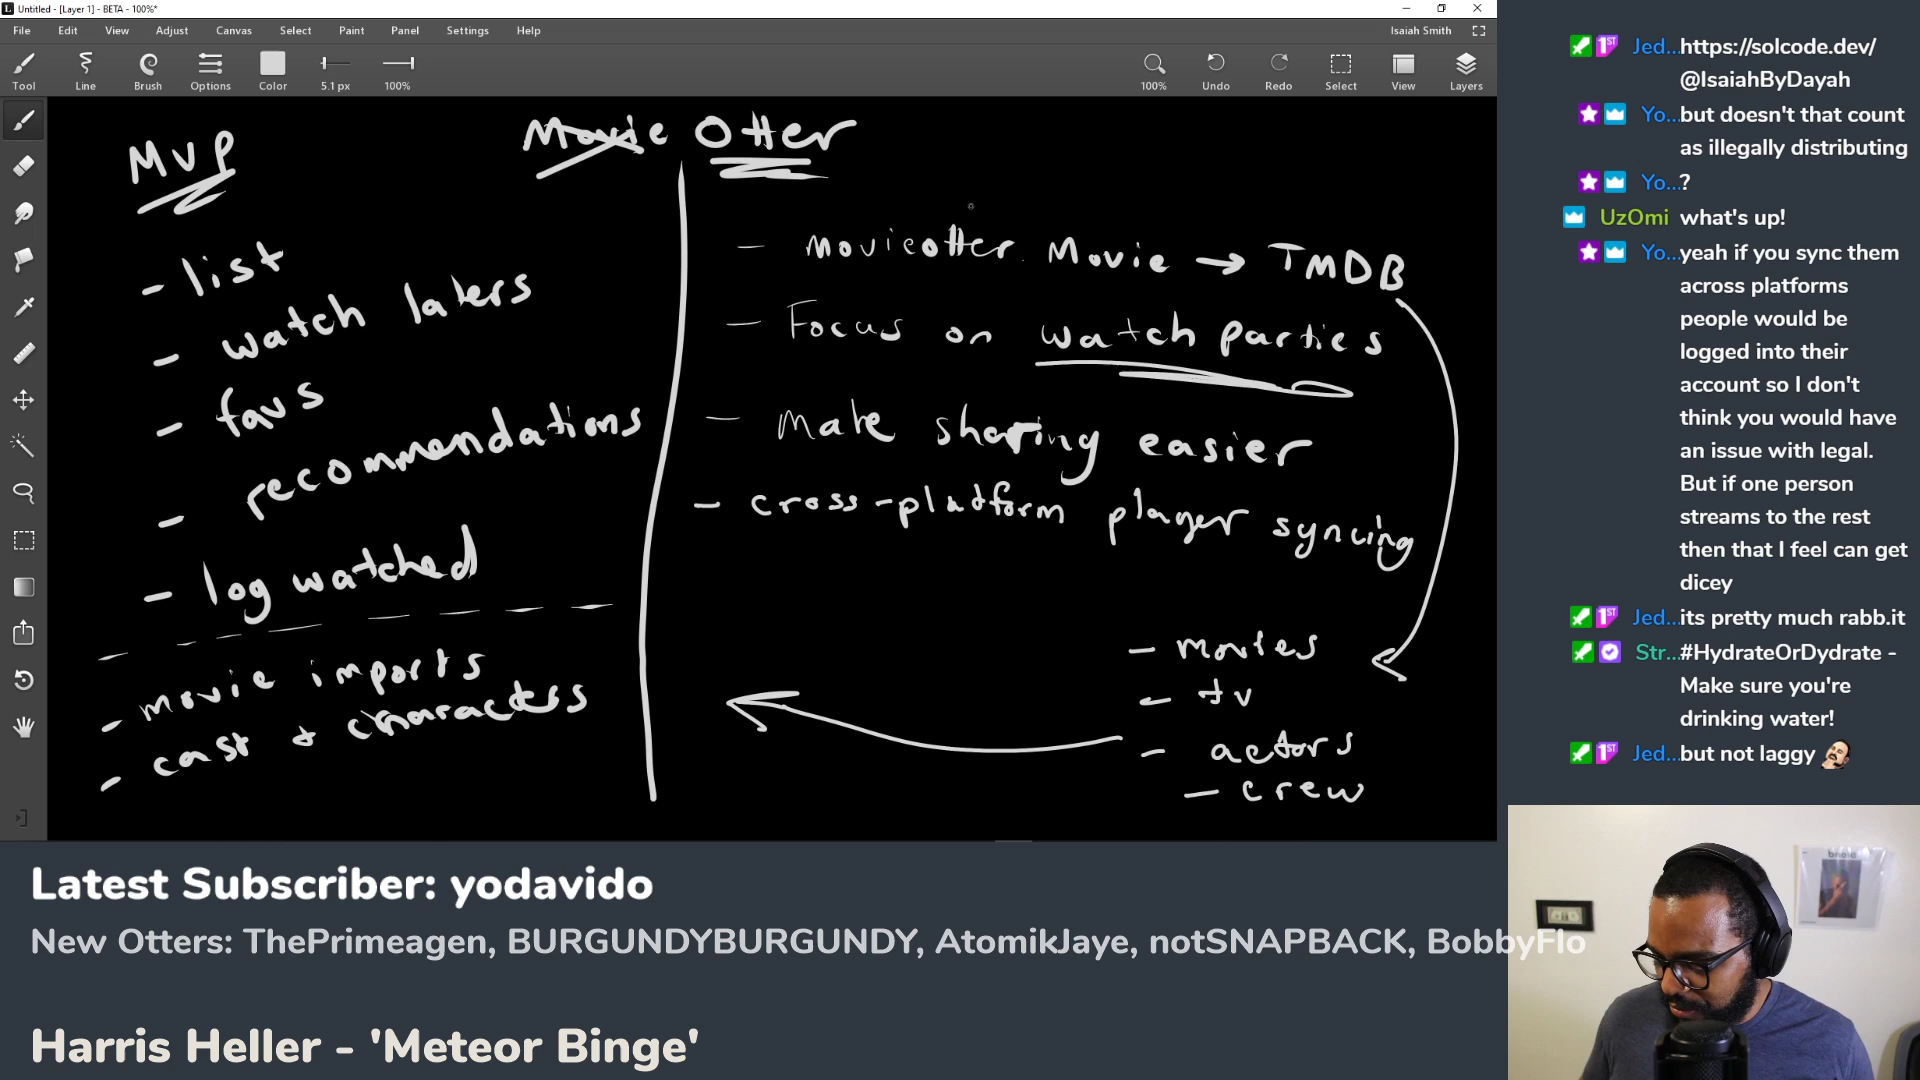 Untitled - [Layer 1] - BETA - 100%*
File Edit View Adjust Canvas Select Paint Panel Settings Help
Isaiah Smith
Tool Line Brush Options Color 5.1 px 100%
100% Undo Redo Select View Layers
MVP
- list
- watch laters
- favs
- recommendations
- log watched
- movie imports
- cast + characters
Movie Otter
- movieotter. Movie → TMDB
- Focus on watch parties
- Make sharing easier
- cross-platform player syncing
- movies
- tv
- actors
- crew
Jed... https://solcode.dev/
@IsaiahByDayah
Yo... but doesn't that count
as illegally distributing
Yo... ?
UzOmi what's up!
Yo... yeah if you sync them
across platforms
people would be
logged into their
account so I don't
think you would have
an issue with legal.
But if one person
streams to the rest
then that I feel can get
dicey
Jed... its pretty much rabb.it
Str... #HydrateOrDydrate -
Make sure you're
drinking water!
Jed... but not laggy
Latest Subscriber: yodavido
New Otters: ThePrimeagen, BURGUNDYBURGUNDY, AtomikJaye, notSNAPBACK, BobbyFlo
Harris Heller - 'Meteor Binge'